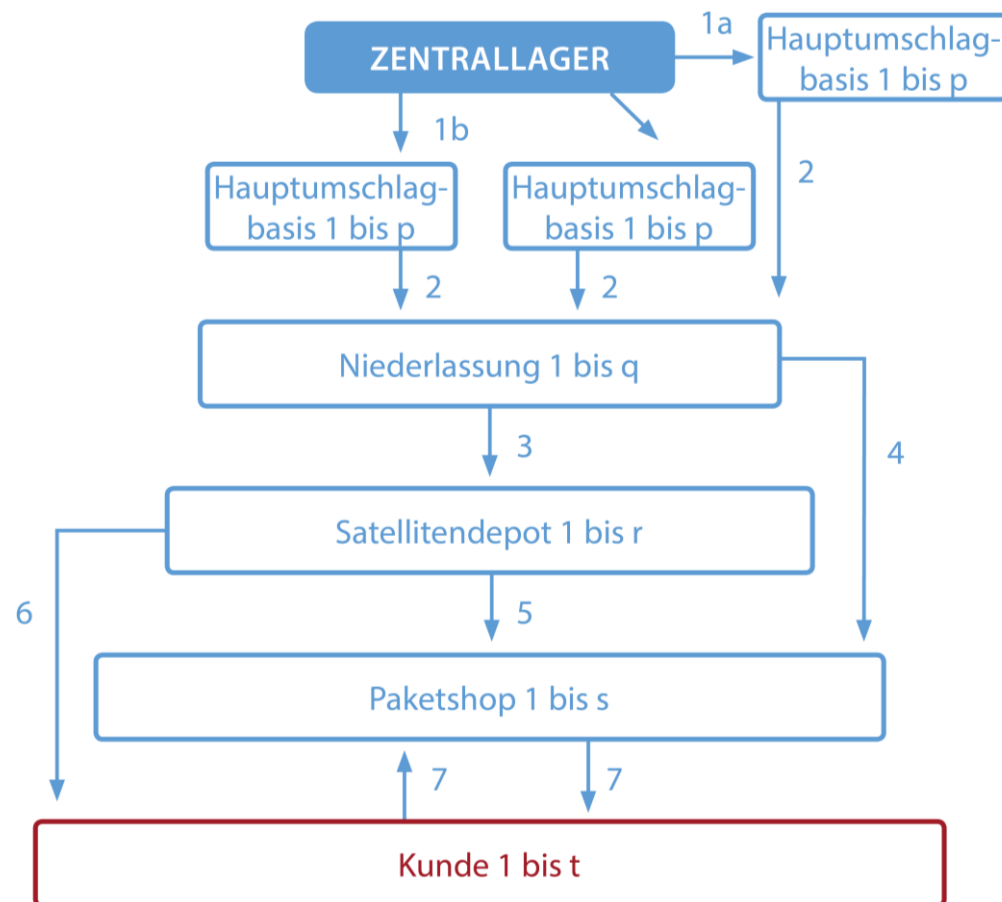 1a
Hauptumschlag-
basis 1 bis p
ZENTRALLAGER
1b
2
Hauptumschlag-
basis 1 bis p
Hauptumschlag-
basis 1 bis p
2
2
Niederlassung 1 bis q
3
4
Satellitendepot 1 bis r
6
5
Paketshop 1 bis s
7
7
Kunde 1 bis t